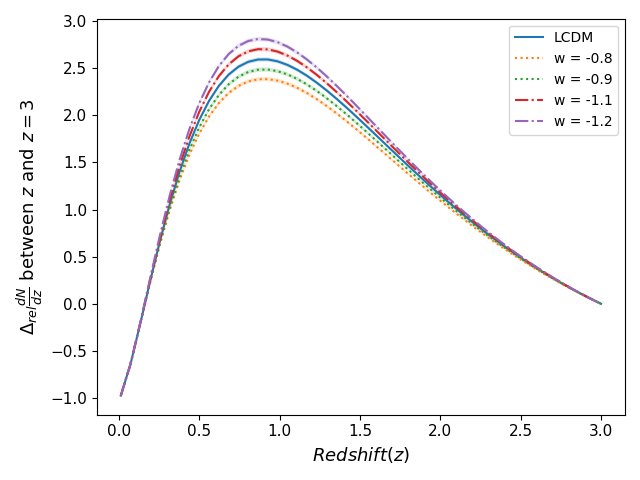 3.0
2.5
2.0
1.5
1.0
0.5
0.0
−0.5
−1.0
0.0 0.5 1.0 1.5 2.0 2.5 3.0
Redshift(z)
Δrel dN/dz between z and z = 3
LCDM
w = -0.8
w = -0.9
w = -1.1
w = -1.2